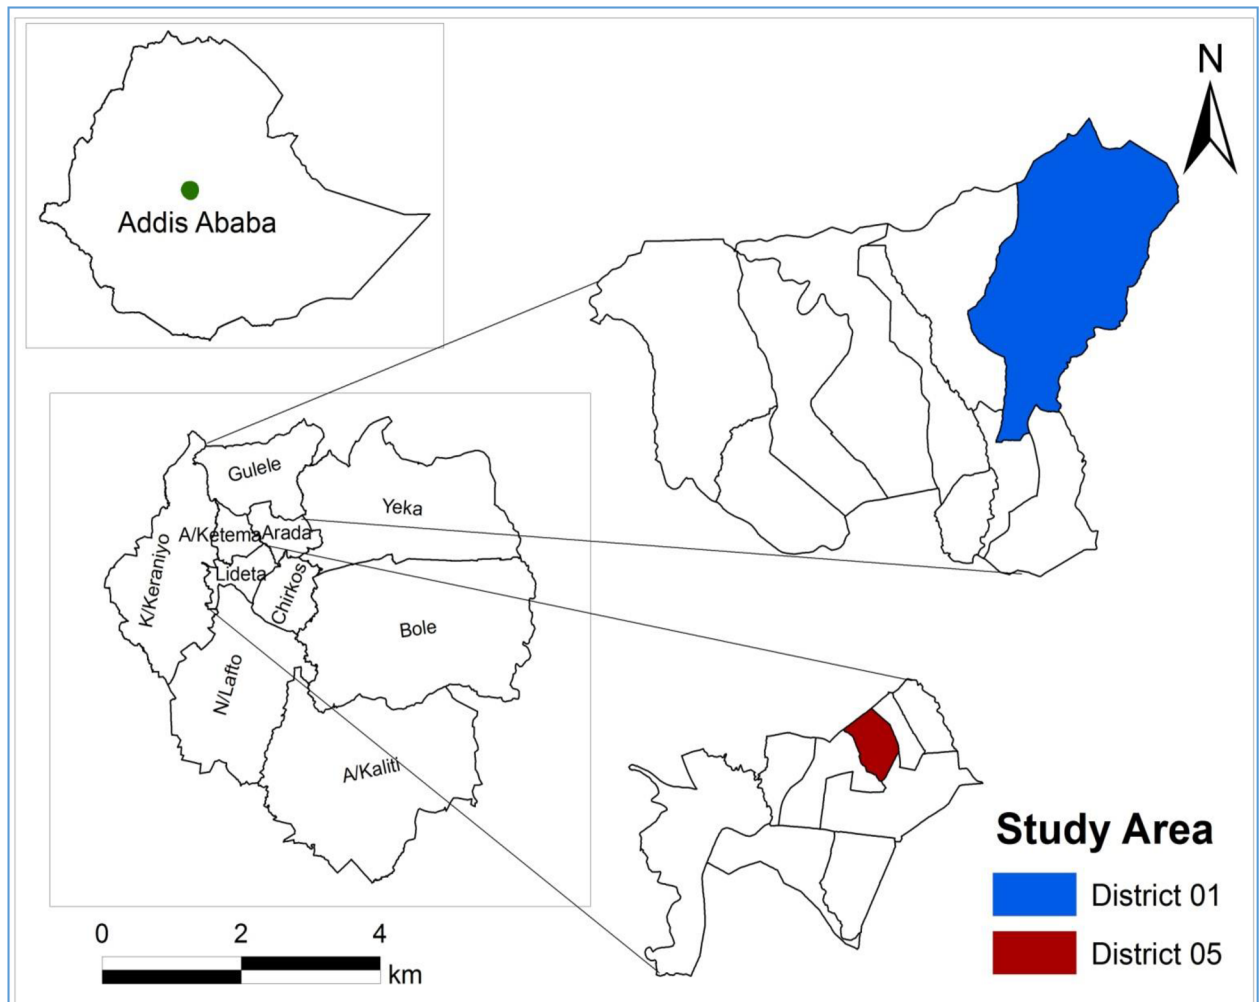 N
Addis Ababa
Gulele
Yeka
A/Ketema
Arada
K/Keraniyo
Lideta
Chirkos
Bole
N/Lafto
A/Kaliti
Study Area
District 01
District 05
0 2 4
km